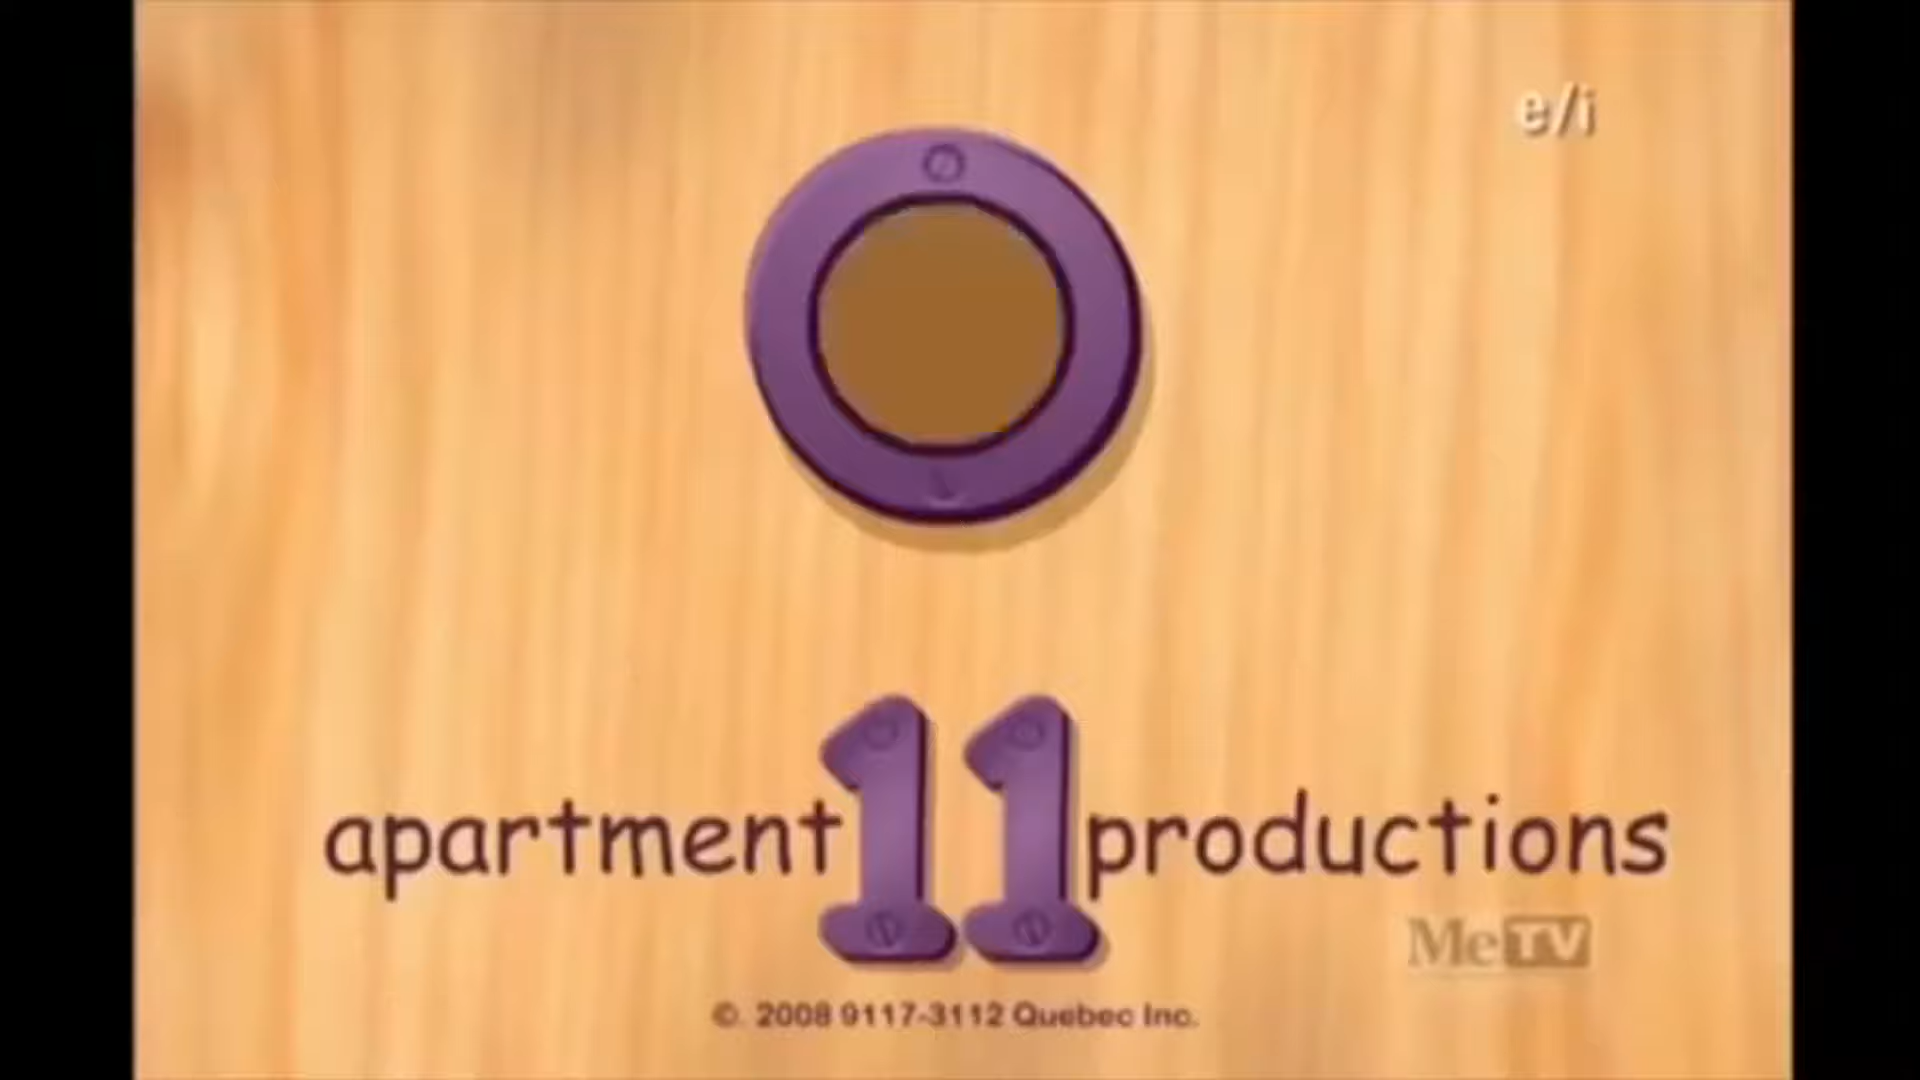 e/i
apartment 11 productions
MeTV
©. 2008 9117-3112 Quebec Inc.